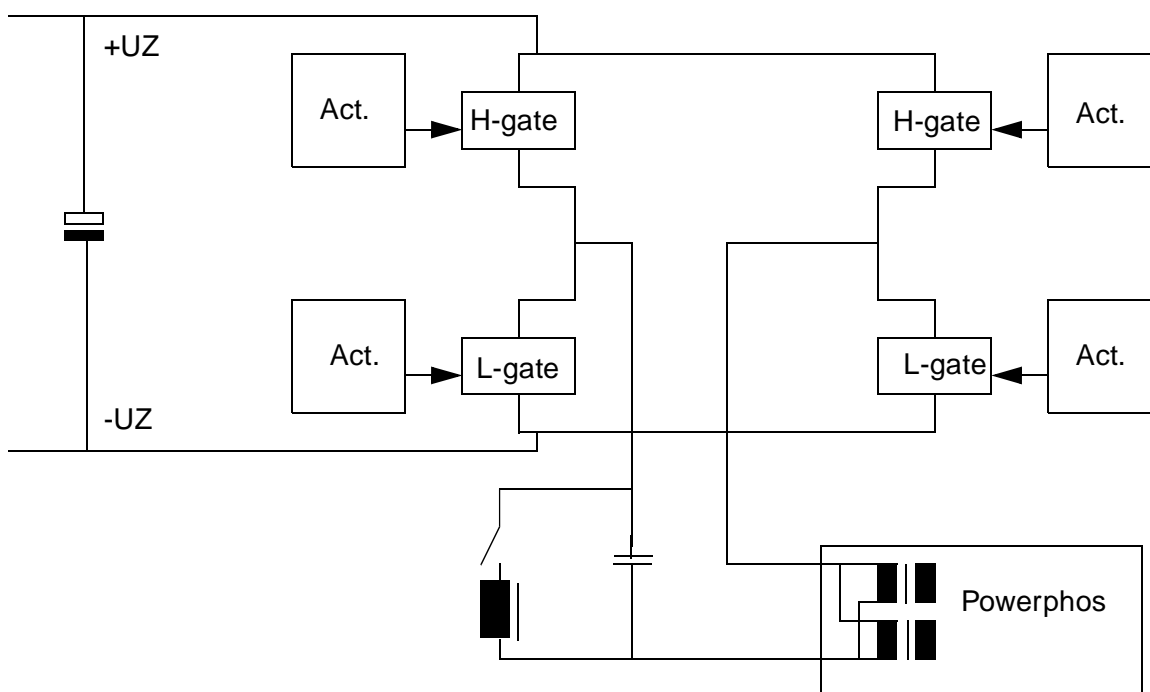 +UZ
Act.
H-gate
H-gate
Act.
Act.
L-gate
L-gate
Act.
-UZ
Powerphos